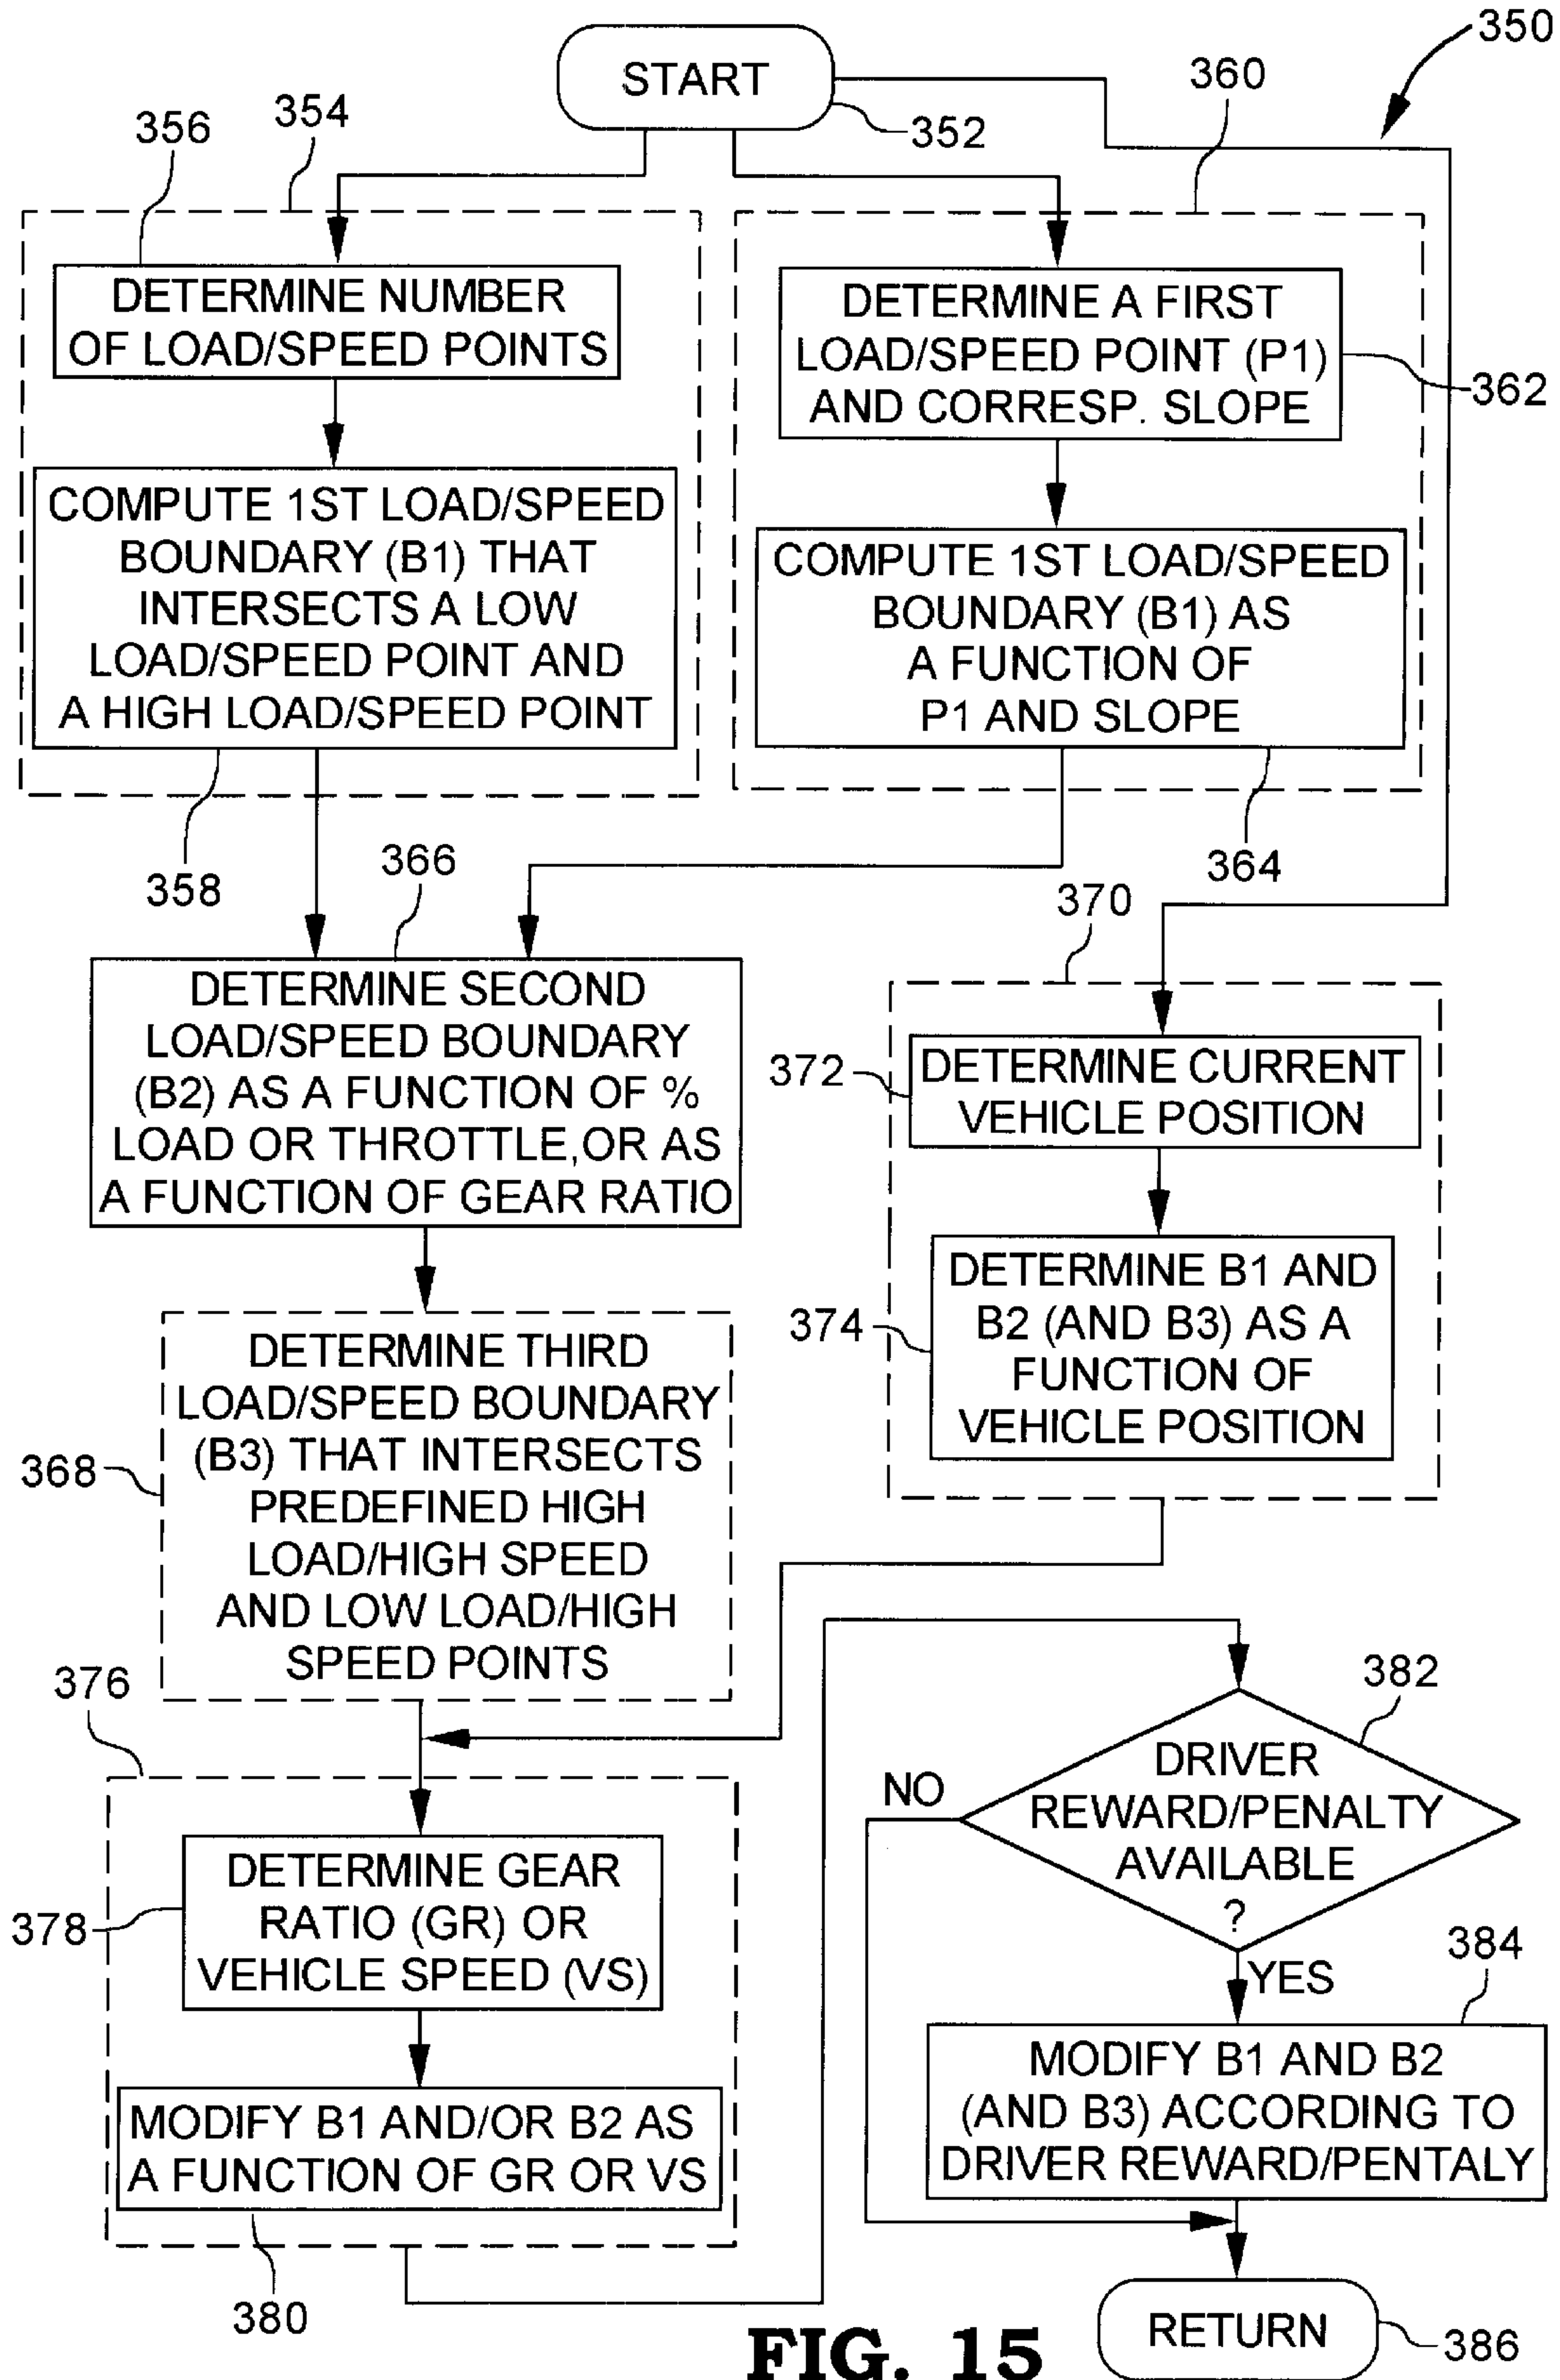 350
START
352
360
354
356
DETERMINE NUMBER
OF LOAD/SPEED POINTS
DETERMINE A FIRST
LOAD/SPEED POINT (P1)
AND CORRESP. SLOPE
362
COMPUTE 1ST LOAD/SPEED
BOUNDARY (B1) THAT
INTERSECTS A LOW
LOAD/SPEED POINT AND
A HIGH LOAD/SPEED POINT
358
COMPUTE 1ST LOAD/SPEED
BOUNDARY (B1) AS
A FUNCTION OF
P1 AND SLOPE
364
366
DETERMINE SECOND
LOAD/SPEED BOUNDARY
(B2) AS A FUNCTION OF %
LOAD OR THROTTLE, OR AS
A FUNCTION OF GEAR RATIO
370
372
DETERMINE CURRENT
VEHICLE POSITION
374
DETERMINE B1 AND
B2 (AND B3) AS A
FUNCTION OF
VEHICLE POSITION
368
DETERMINE THIRD
LOAD/SPEED BOUNDARY
(B3) THAT INTERSECTS
PREDEFINED HIGH
LOAD/HIGH SPEED
AND LOW LOAD/HIGH
SPEED POINTS
376
378
DETERMINE GEAR
RATIO (GR) OR
VEHICLE SPEED (VS)
MODIFY B1 AND/OR B2 AS
A FUNCTION OF GR OR VS
380
382
DRIVER
REWARD/PENALTY
AVAILABLE
?
NO
YES
384
MODIFY B1 AND B2
(AND B3) ACCORDING TO
DRIVER REWARD/PENTALY
RETURN
386
FIG. 15